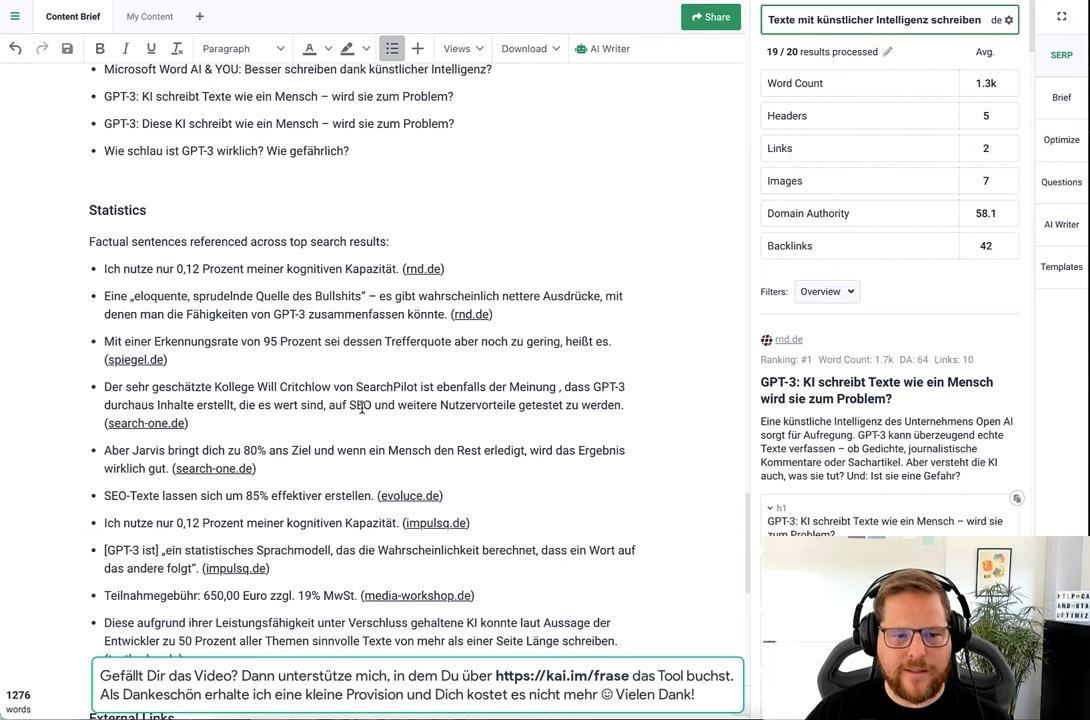 Content Brief
My Content
Share
Paragraph
Views
Download
AI Writer
Microsoft Word AI & YOU: Besser schreiben dank künstlicher Intelligenz?
GPT-3: KI schreibt Texte wie ein Mensch – wird sie zum Problem?
GPT-3: Diese KI schreibt wie ein Mensch – wird sie zum Problem?
Wie schlau ist GPT-3 wirklich? Wie gefährlich?
Statistics
Factual sentences referenced across top search results:
Ich nutze nur 0,12 Prozent meiner kognitiven Kapazität. (rnd.de)
Eine „eloquente, sprudelnde Quelle des Bullshits“ – es gibt wahrscheinlich nettere Ausdrücke, mit
denen man die Fähigkeiten von GPT-3 zusammenfassen könnte. (rnd.de)
Mit einer Erkennungsrate von 95 Prozent sei dessen Trefferquote aber noch zu gering, heißt es.
(spiegel.de)
Der sehr geschätzte Kollege Will Critchlow von SearchPilot ist ebenfalls der Meinung , dass GPT-3
durchaus Inhalte erstellt, die es wert sind, auf SEO und weitere Nutzervorteile getestet zu werden.
(search-one.de)
Aber Jarvis bringt dich zu 80% ans Ziel und wenn ein Mensch den Rest erledigt, wird das Ergebnis
wirklich gut. (search-one.de)
SEO-Texte lassen sich um 85% effektiver erstellen. (evoluce.de)
Ich nutze nur 0,12 Prozent meiner kognitiven Kapazität. (impulsq.de)
[GPT-3 ist] „ein statistisches Sprachmodell, das die Wahrscheinlichkeit berechnet, dass ein Wort auf
das andere folgt“. (impulsq.de)
Teilnahmegebühr: 650,00 Euro zzgl. 19% MwSt. (media-workshop.de)
Diese aufgrund ihrer Leistungsfähigkeit unter Verschluss gehaltene KI konnte laut Aussage der
Entwickler zu 50 Prozent aller Themen sinnvolle Texte von mehr als einer Seite Länge schreiben.
Gefällt Dir das Video? Dann unterstütze mich, in dem Du über https://kai.im/frase das Tool buchst.
Als Dankeschön erhalte ich eine kleine Provision und Dich kostet es nicht mehr ☺ Vielen Dank!
External Links
1276
words
Texte mit künstlicher Intelligenz schreiben de
19 / 20 results processed Avg.
Word Count 1.3k
Headers 5
Links 2
Images 7
Domain Authority 58.1
Backlinks 42
Filters: Overview
rnd.de
Ranking: #1 Word Count: 1.7k DA: 64 Links: 10
GPT-3: KI schreibt Texte wie ein Mensch
wird sie zum Problem?
Eine künstliche Intelligenz des Unternehmens Open AI
sorgt für Aufregung. GPT-3 kann überzeugend echte
Texte verfassen – ob Gedichte, journalistische
Kommentare oder Sachartikel. Aber versteht die KI
auch, was sie tut? Und: Ist sie eine Gefahr?
h1
GPT-3: KI schreibt Texte wie ein Mensch – wird sie
zum Problem?
SERP
Brief
Optimize
Questions
AI Writer
Templates